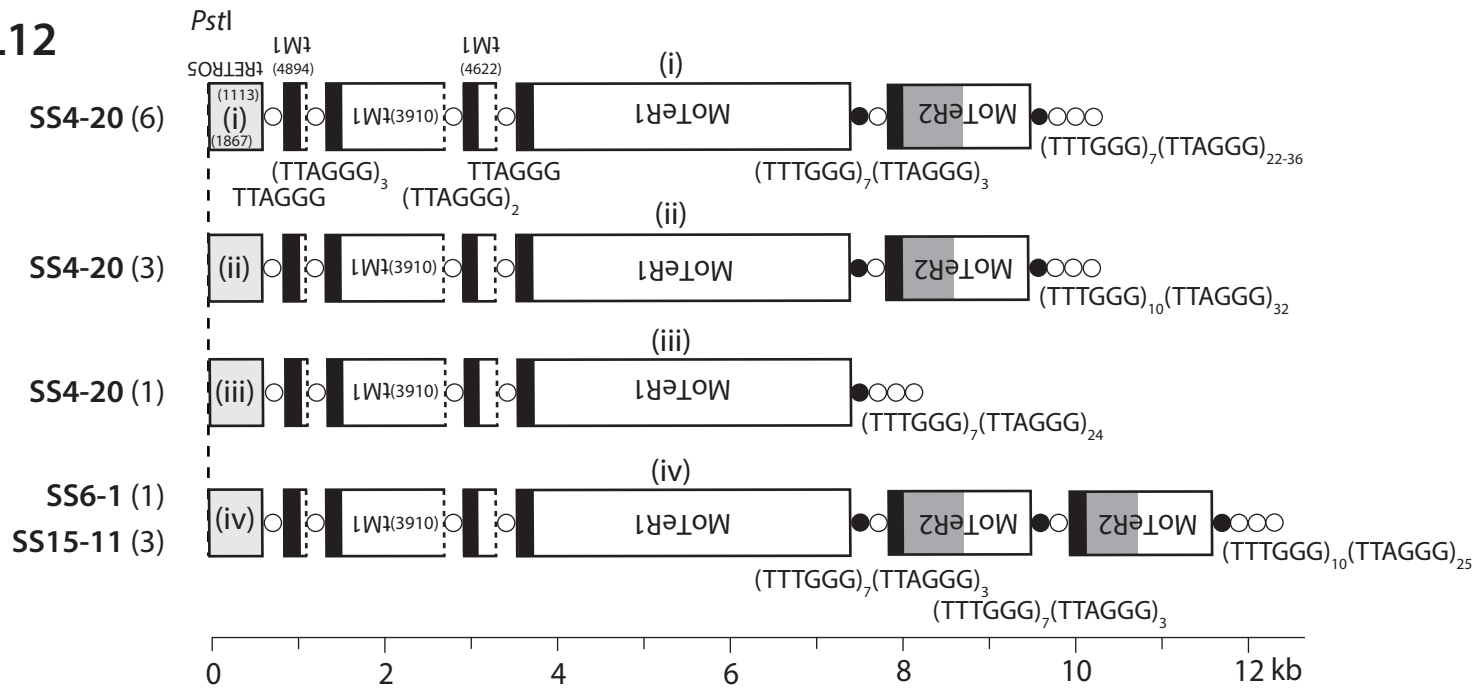 L12
PstI
tM1
tM1
tRETRO5
(4894)
(4622)
(i)
SS4-20 (6)
(1113)
(i)
(1867)
tM1(3910)
MoTeR1
MoTeR2
(TTTGGG)7(TTAGGG)22-36
(TTAGGG)3
TTAGGG
(TTTGGG)7(TTAGGG)3
TTAGGG
(TTAGGG)2
(ii)
SS4-20 (3)
(ii)
tM1(3910)
MoTeR1
MoTeR2
(TTTGGG)10(TTAGGG)32
(iii)
SS4-20 (1)
(iii)
tM1(3910)
MoTeR1
(TTTGGG)7(TTAGGG)24
(iv)
SS6-1 (1)
SS15-11 (3)
(iv)
tM1(3910)
MoTeR1
MoTeR2
MoTeR2
(TTTGGG)10(TTAGGG)25
(TTTGGG)7(TTAGGG)3
(TTTGGG)7(TTAGGG)3
0 2 4 6 8 10 12 kb